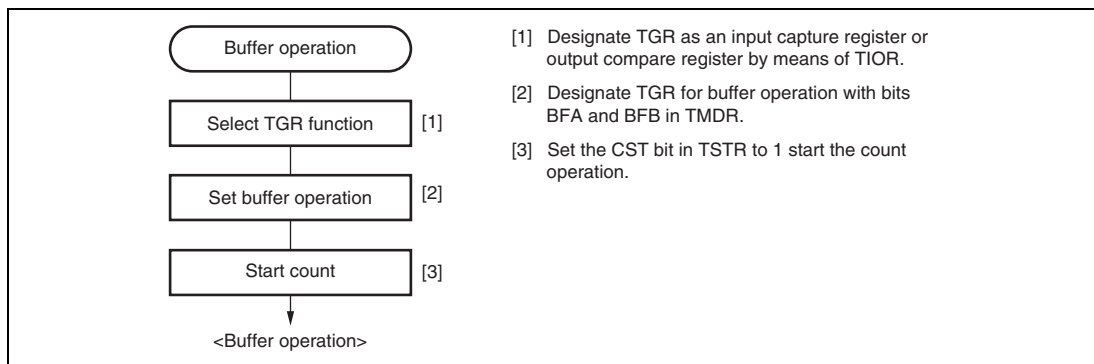 Buffer operation
Select TGR function
[1]
Set buffer operation
[2]
Start count
[3]
<Buffer operation>
[1] Designate TGR as an input capture register or
output compare register by means of TIOR.
[2] Designate TGR for buffer operation with bits
BFA and BFB in TMDR.
[3] Set the CST bit in TSTR to 1 start the count
operation.